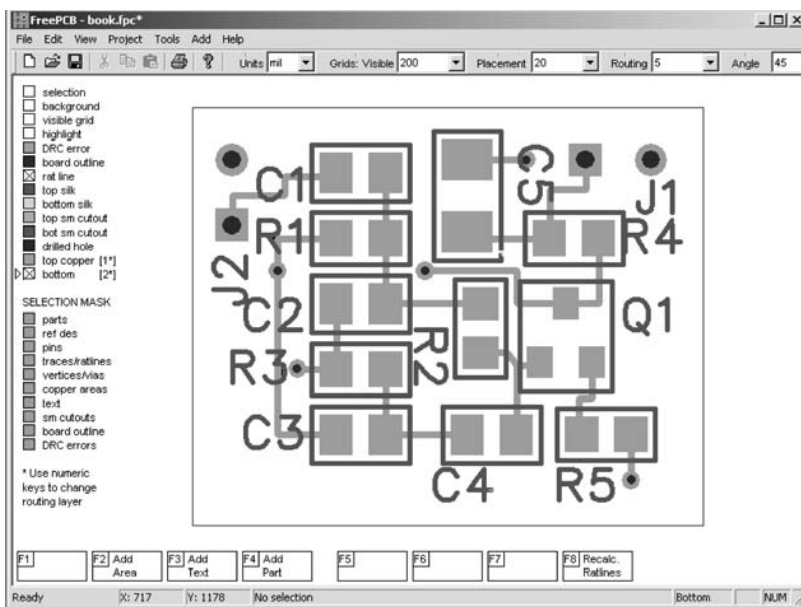 FreePCB - book.fpc*
File Edit View Project Tools Add Help
Units mil Grids: Visible 200 Placement 20 Routing 5 Angle 45
selection
background
visible grid
highlight
DRC error
board outline
rat line
top silk
bottom silk
top sm cutout
bot sm cutout
drilled hole
top copper [1*]
bottom [2*]
SELECTION MASK
parts
ref des
pins
traces/ratlines
vertices/vias
copper areas
text
sm cutouts
board outline
DRC errors
* Use numeric
keys to change
routing layer
C1
C5
J1
R1
R4
J2
C2
R2
Q1
R3
C3
C4
R5
F1
F2 Add Area
F3 Add Text
F4 Add Part
F5
F6
F7
F8 Recalc. Ratlines
Ready X: 717 Y: 1178 No selection Bottom NUM